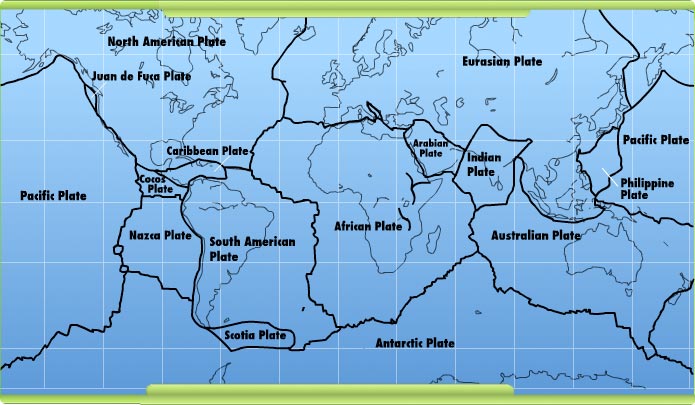 North American Plate
Eurasian Plate
Juan de Fuca Plate
Caribbean Plate
Arabian
Plate
Indian
Plate
Pacific Plate
Cocos
Plate
Philippine
Plate
Pacific Plate
Nazca Plate
South American
Plate
African Plate
Australian Plate
Scotia Plate
Antarctic Plate